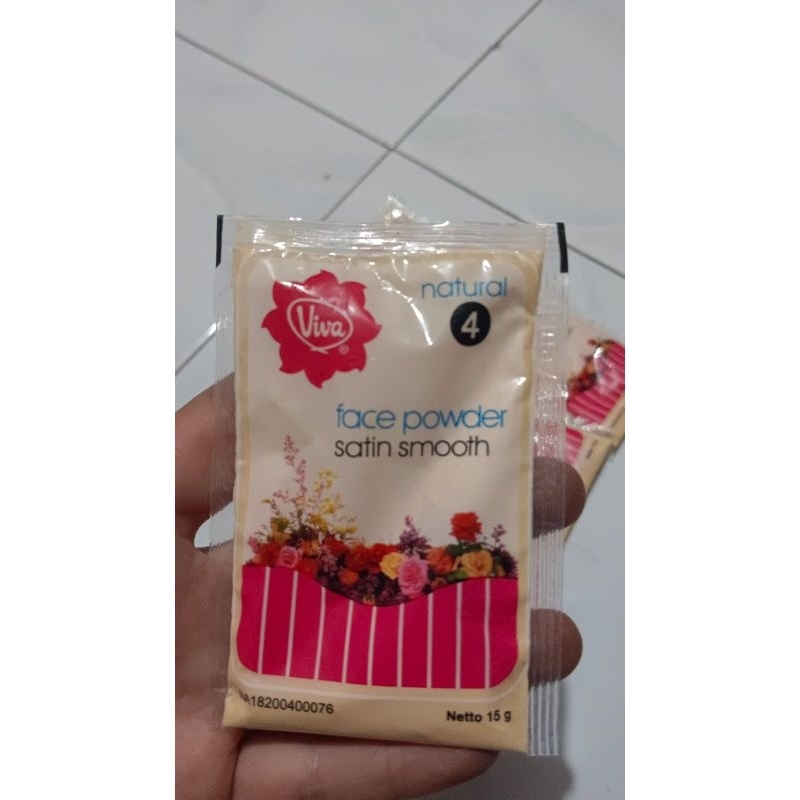 natural
Viva®
4
face powder
satin smooth
NA18200400076
Netto 15 g